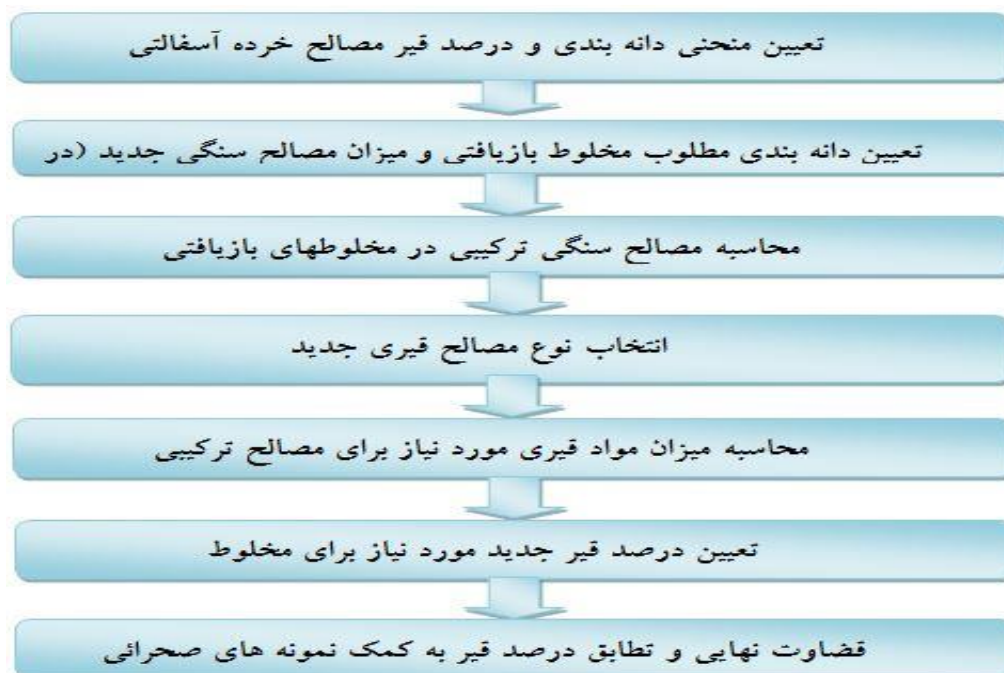 تعیین منحنی دانه بندی و درصد قیر مصالح خرده آسفالتی
تعیین دانه بندی مطلوب مخلوط بازیافتی و میزان مصالح سنگی جدید (در
محاسبه مصالح سنگی ترکیبی در مخلوطهای بازیافتی
انتخاب نوع مصالح قیری جدید
محاسبه میزان مواد قیری مورد نیاز برای مصالح ترکیبی
تعیین درصد قیر جدید مورد نیاز برای مخلوط
قضاوت نهایی و تطابق درصد قیر به کمک نمونه های صحرائی